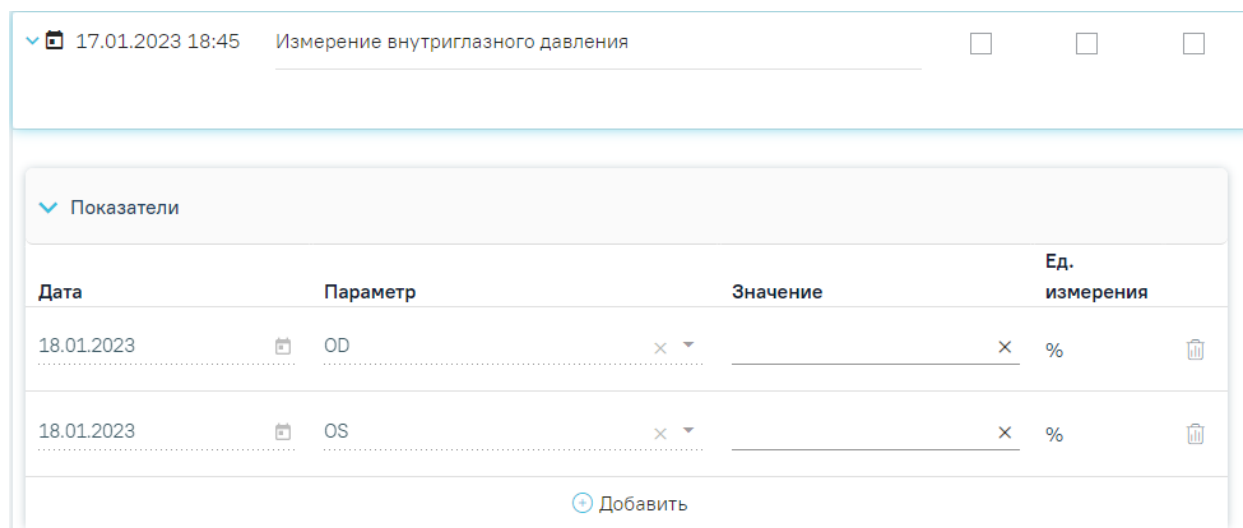 17.01.2023 18:45 Измерение внутриглазного давления
Показатели
Ед.
Дата Параметр Значение измерения
18.01.2023 OD %
18.01.2023 OS %
Добавить